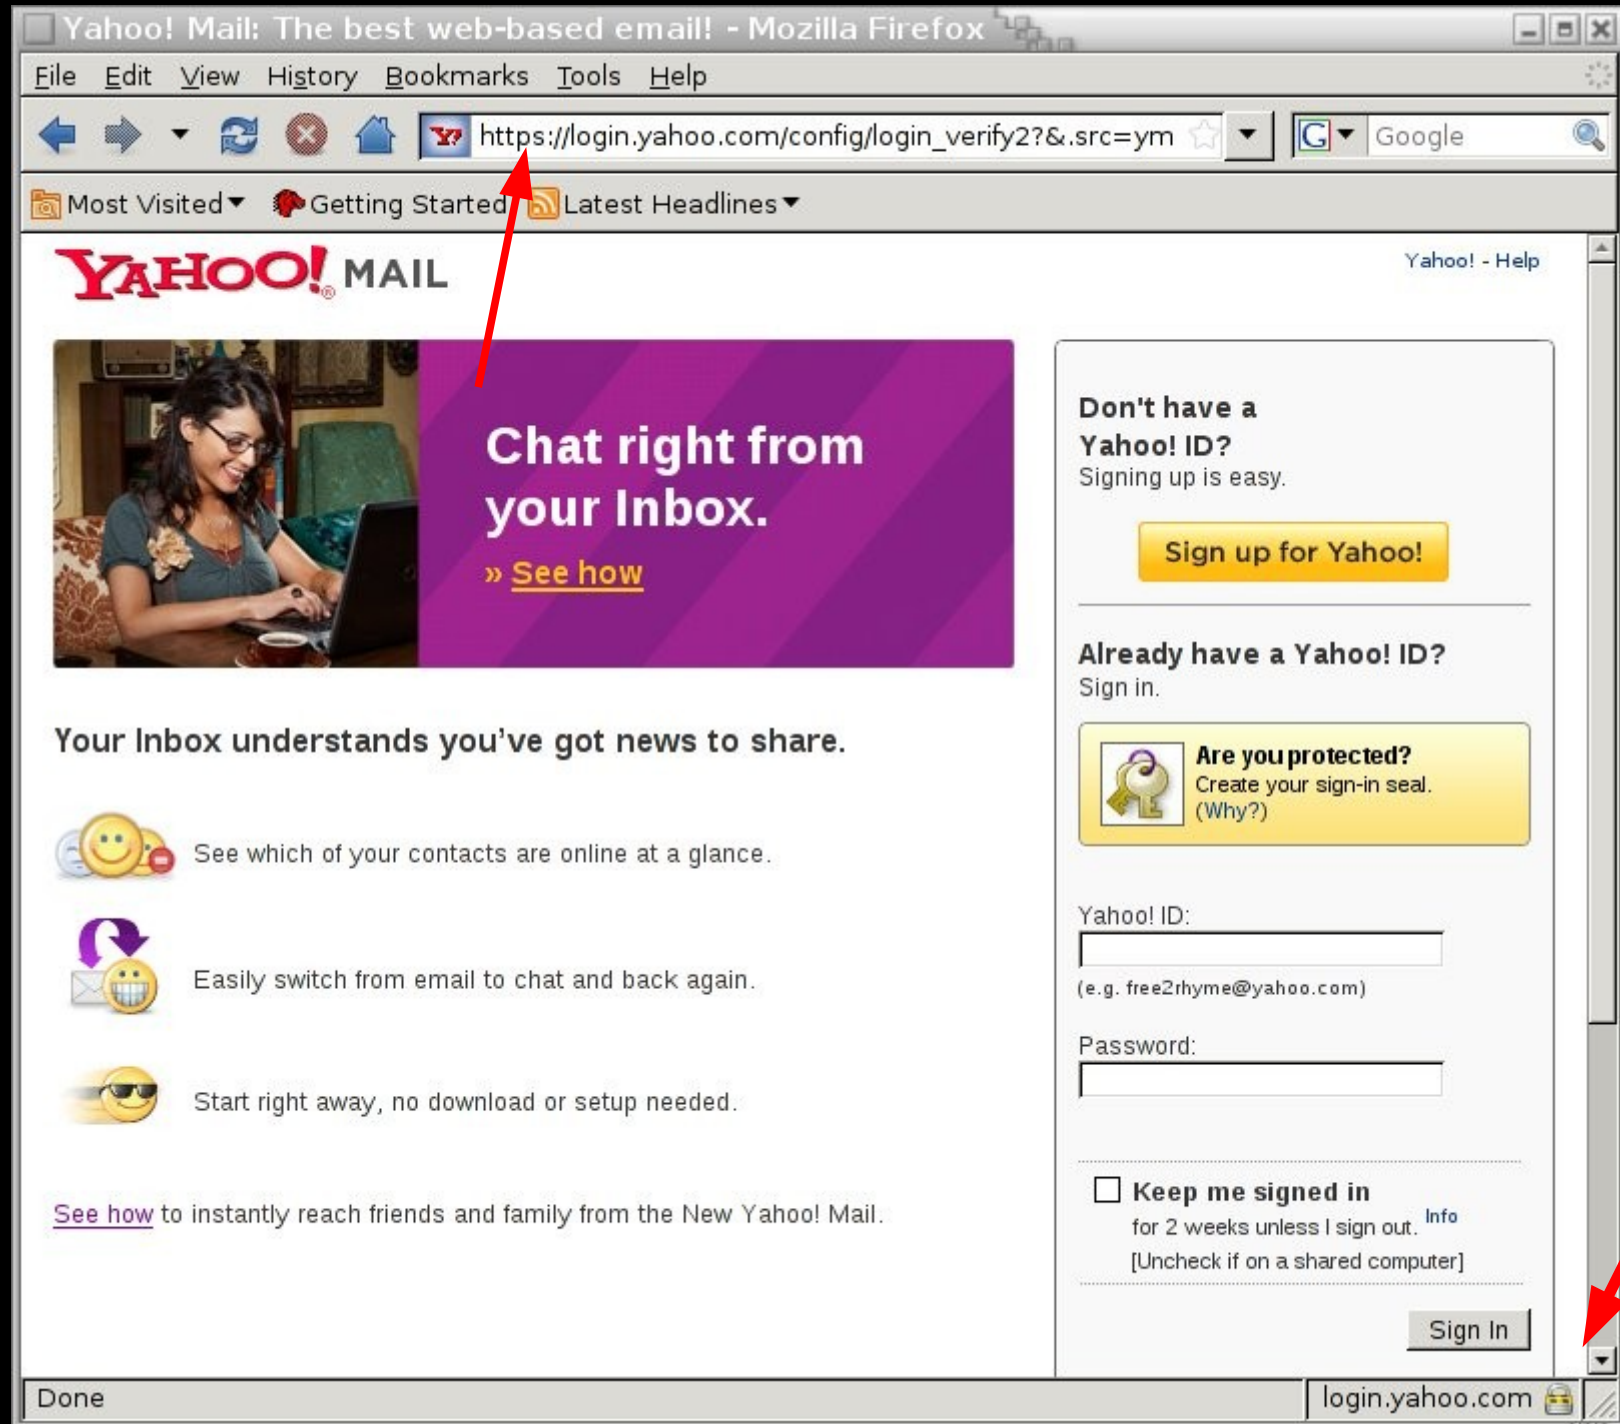 Yahoo! Mail: The best web-based email! - Mozilla Firefox
File Edit View History Bookmarks Tools Help
https://login.yahoo.com/config/login_verify2?&.src=ym
G Google
Most Visited Getting Started Latest Headlines
YAHOO!® MAIL
Yahoo! - Help
Chat right from
your Inbox.
» See how
Your Inbox understands you've got news to share.
See which of your contacts are online at a glance.
Easily switch from email to chat and back again.
Start right away, no download or setup needed.
See how to instantly reach friends and family from the New Yahoo! Mail.
Don't have a
Yahoo! ID?
Signing up is easy.
Sign up for Yahoo!
Already have a Yahoo! ID?
Sign in.
Are you protected?
Create your sign-in seal.
(Why?)
Yahoo! ID:
(e.g. free2rhyme@yahoo.com)
Password:
Keep me signed in
for 2 weeks unless I sign out. Info
[Uncheck if on a shared computer]
Sign In
Done
login.yahoo.com